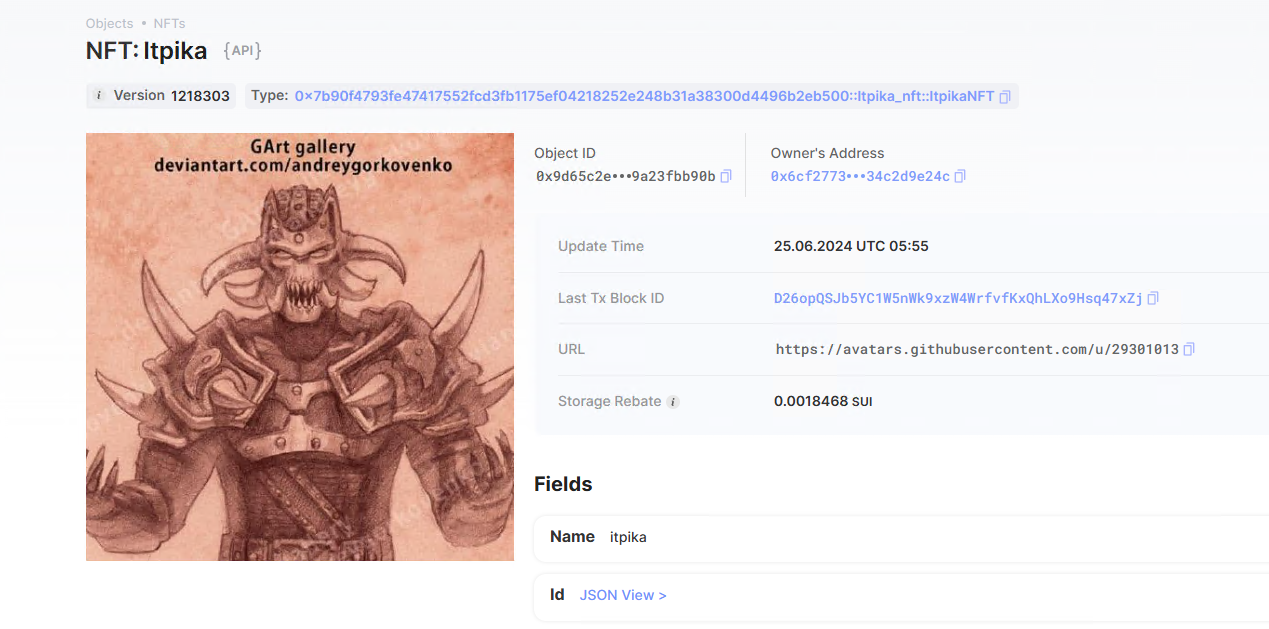 Objects • NFTs
NFT: Itpika {API}
i Version 1218303 Type: 0x7b90f4793fe47417552fcd3fb1175ef04218252e248b31a38300d4496b2eb500::Itpika_nft::ItpikaNFT
GArt gallery
deviantart.com/andreygorkovenko
Object ID
0x9d65c2e•••9a23fbb90b
Owner's Address
0x6cf2773•••34c2d9e24c
Update Time 25.06.2024 UTC 05:55
Last Tx Block ID D26opQSJb5YC1W5nWk9xzW4WrfvfKxQhLXo9Hsq47xZj
URL https://avatars.githubusercontent.com/u/29301013
Storage Rebate i 0.0018468 SUI
Fields
Name itpika
Id JSON View >